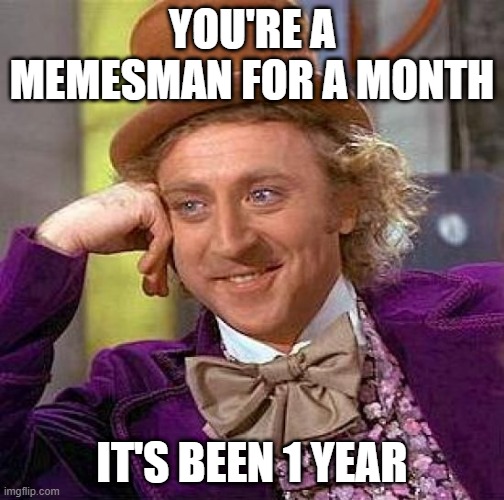 YOU'RE A
MEMESMAN FOR A MONTH
IT'S BEEN 1 YEAR
imgflip.com